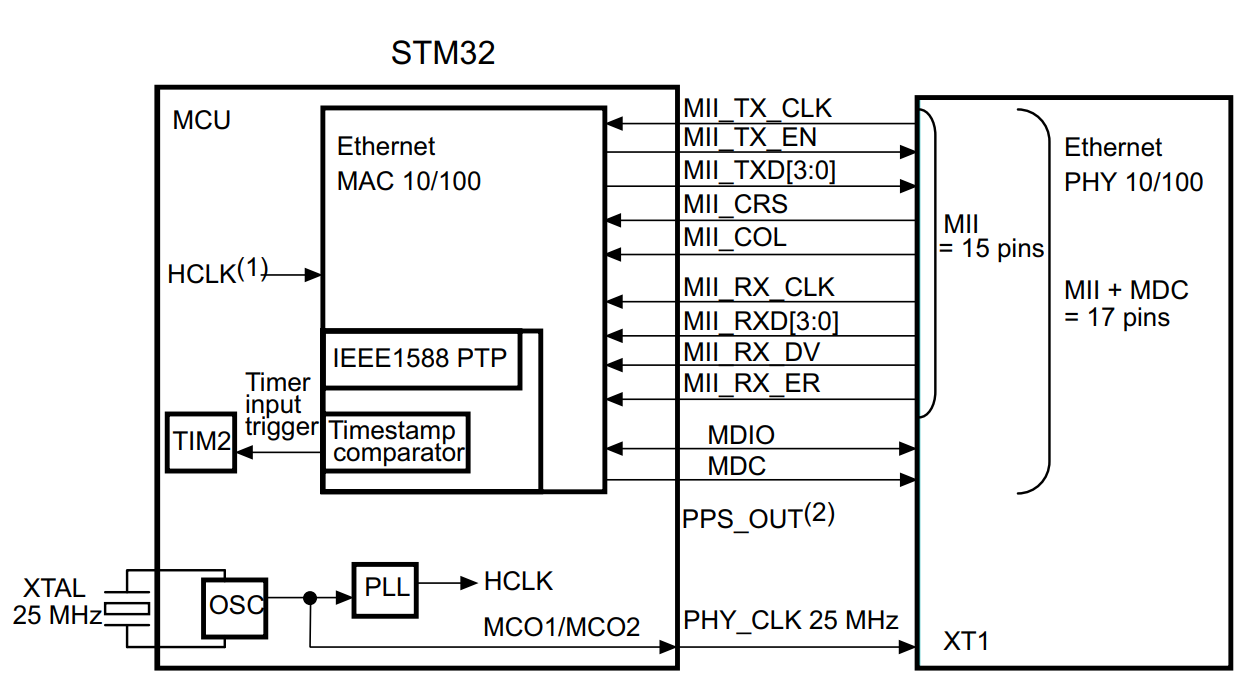 STM32
MCU
Ethernet
MAC 10/100
HCLK(1)
IEEE1588 PTP
Timer
input
trigger
TIM2
Timestamp
comparator
XTAL
25 MHz
OSC
PLL
HCLK
MCO1/MCO2
MII_TX_CLK
MII_TX_EN
MII_TXD[3:0]
MII_CRS
MII_COL
MII_RX_CLK
MII_RXD[3:0]
MII_RX_DV
MII_RX_ER
MDIO
MDC
PPS_OUT(2)
PHY_CLK 25 MHz
MII
= 15 pins
Ethernet
PHY 10/100
MII + MDC
= 17 pins
XT1